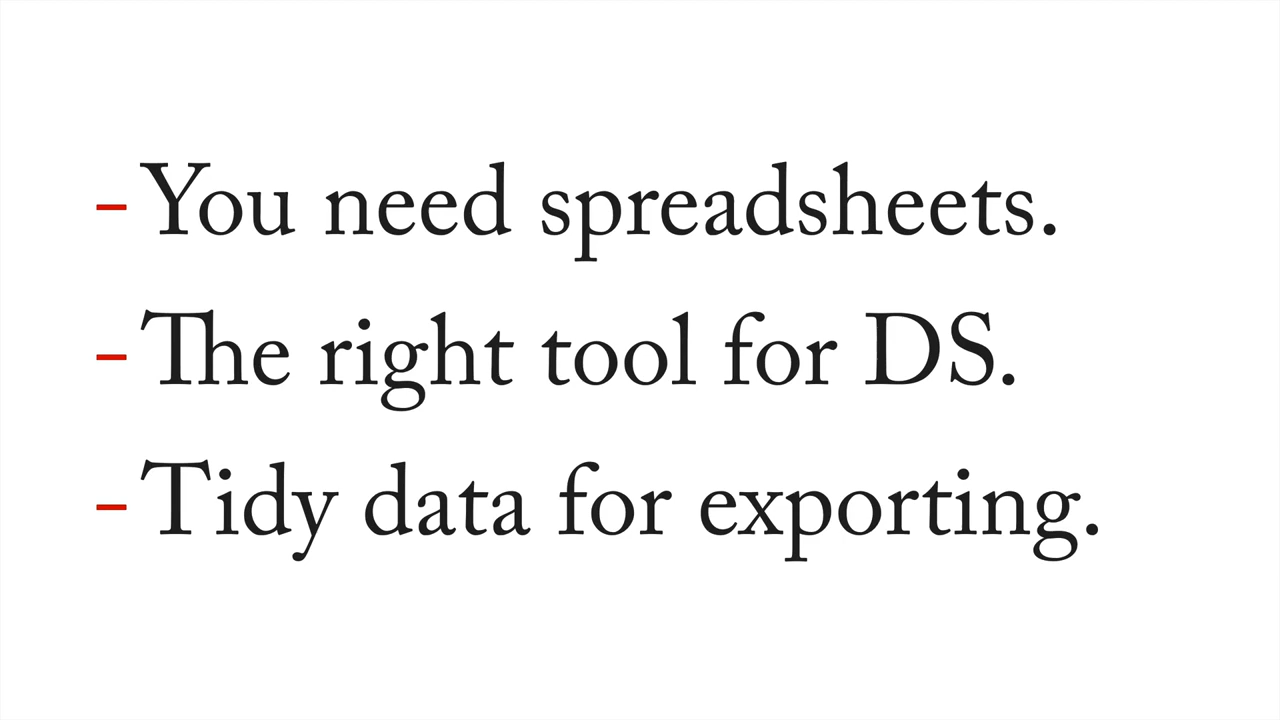 - You need spreadsheets.
- The right tool for DS.
- Tidy data for exporting.